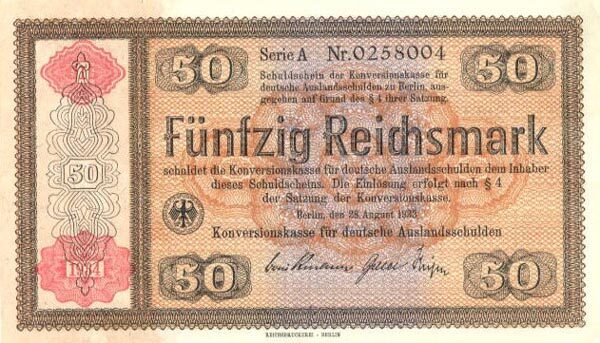 50
Serie A Nr.0258004
50
Schuldschein der Konversionskasse für
deutsche Auslandsschulden zu Berlin, aus-
gegeben auf Grund des § 4 ihrer Satzung.
Fünfzig Reichsmark
schuldet die Konversionskasse für deutsche Auslandsschulden dem Inhaber
dieses Schuldscheins. Die Einlösung erfolgt nach § 4
der Satzung der Konversionskasse.
Berlin, den 28. August 1933
Konversionskasse für deutsche Auslandsschulden
50
50
50
1934
REICHSDRUCKEREI - BERLIN